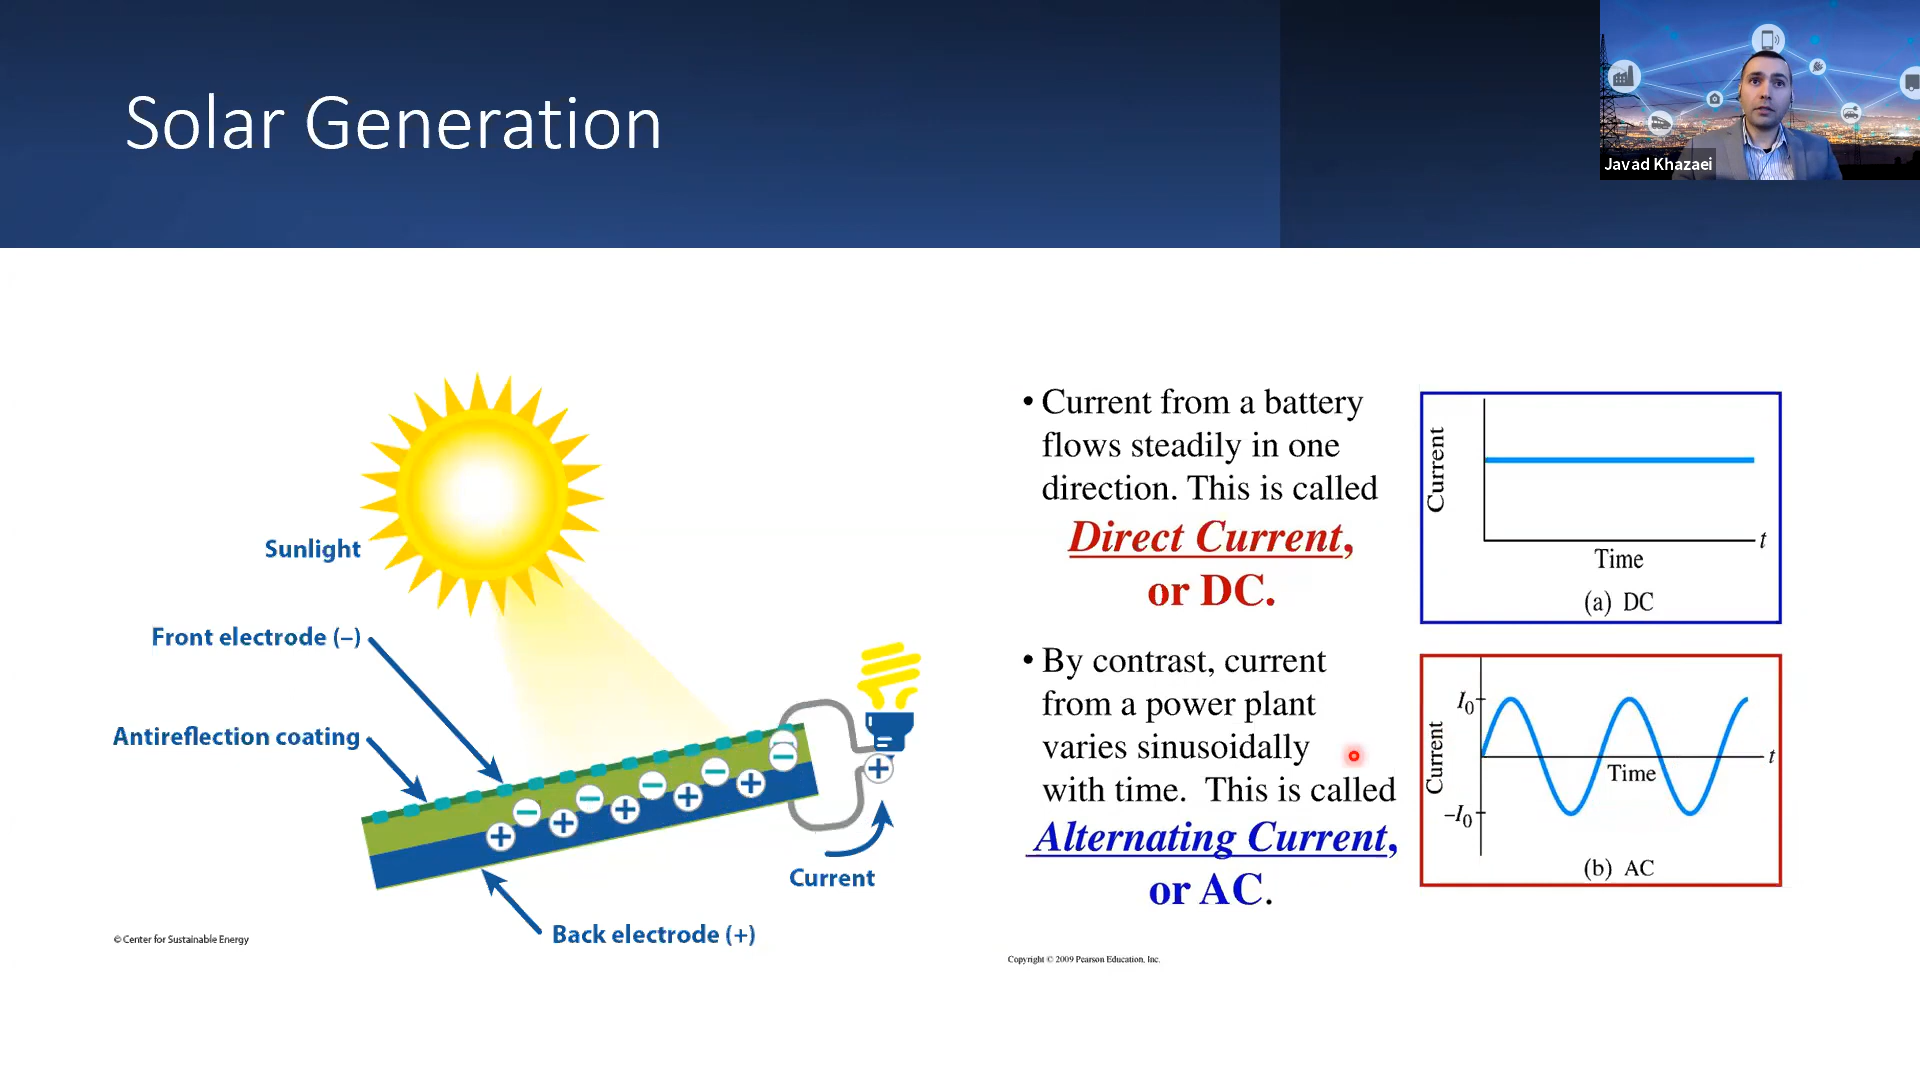 Solar Generation
Javad Khazaei
Sunlight
Front electrode (–)
Antireflection coating
Current
Back electrode (+)
© Center for Sustainable Energy
• Current from a battery
flows steadily in one
direction. This is called
Direct Current,
or DC.
• By contrast, current
from a power plant
varies sinusoidally
with time. This is called
Alternating Current,
or AC.
Current
t
Time
(a) DC
I0
Current
t
Time
–I0
(b) AC
Copyright © 2009 Pearson Education, Inc.